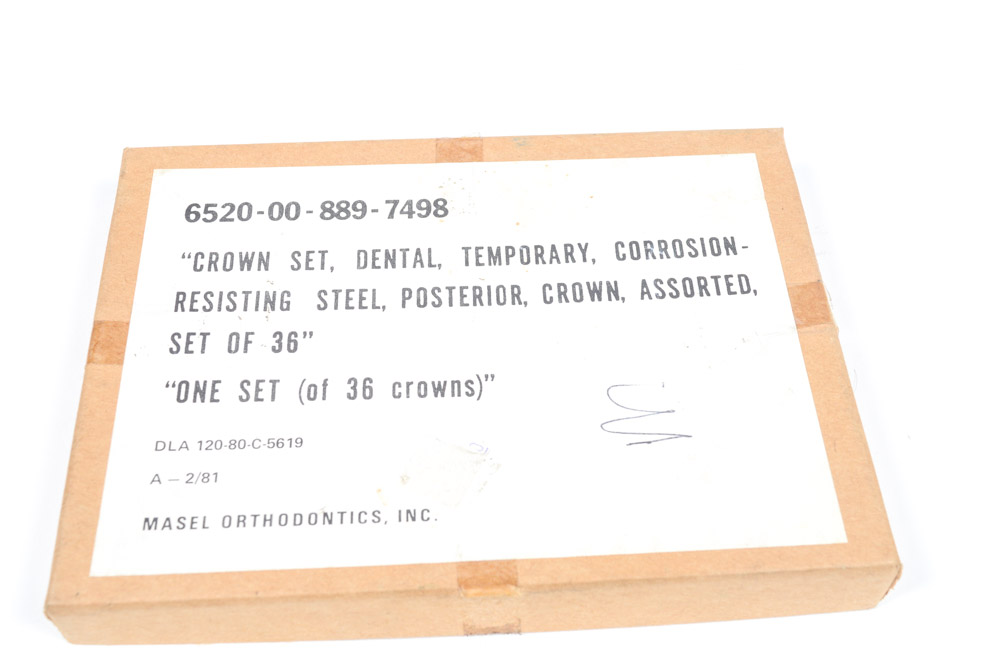 6520-00-889-7498
“CROWN SET, DENTAL, TEMPORARY, CORROSION-
RESISTING STEEL, POSTERIOR, CROWN, ASSORTED,
SET OF 36”
“ONE SET (of 36 crowns)”
DLA 120-80-C-5619
A — 2/81
MASEL ORTHODONTICS, INC.